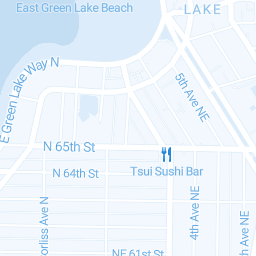 East Green Lake Beach
LAKE
E Green Lake Way N
5th Ave NE
N 65th St
Tsui Sushi Bar
N 64th St
4th Ave NE
NE 61st St